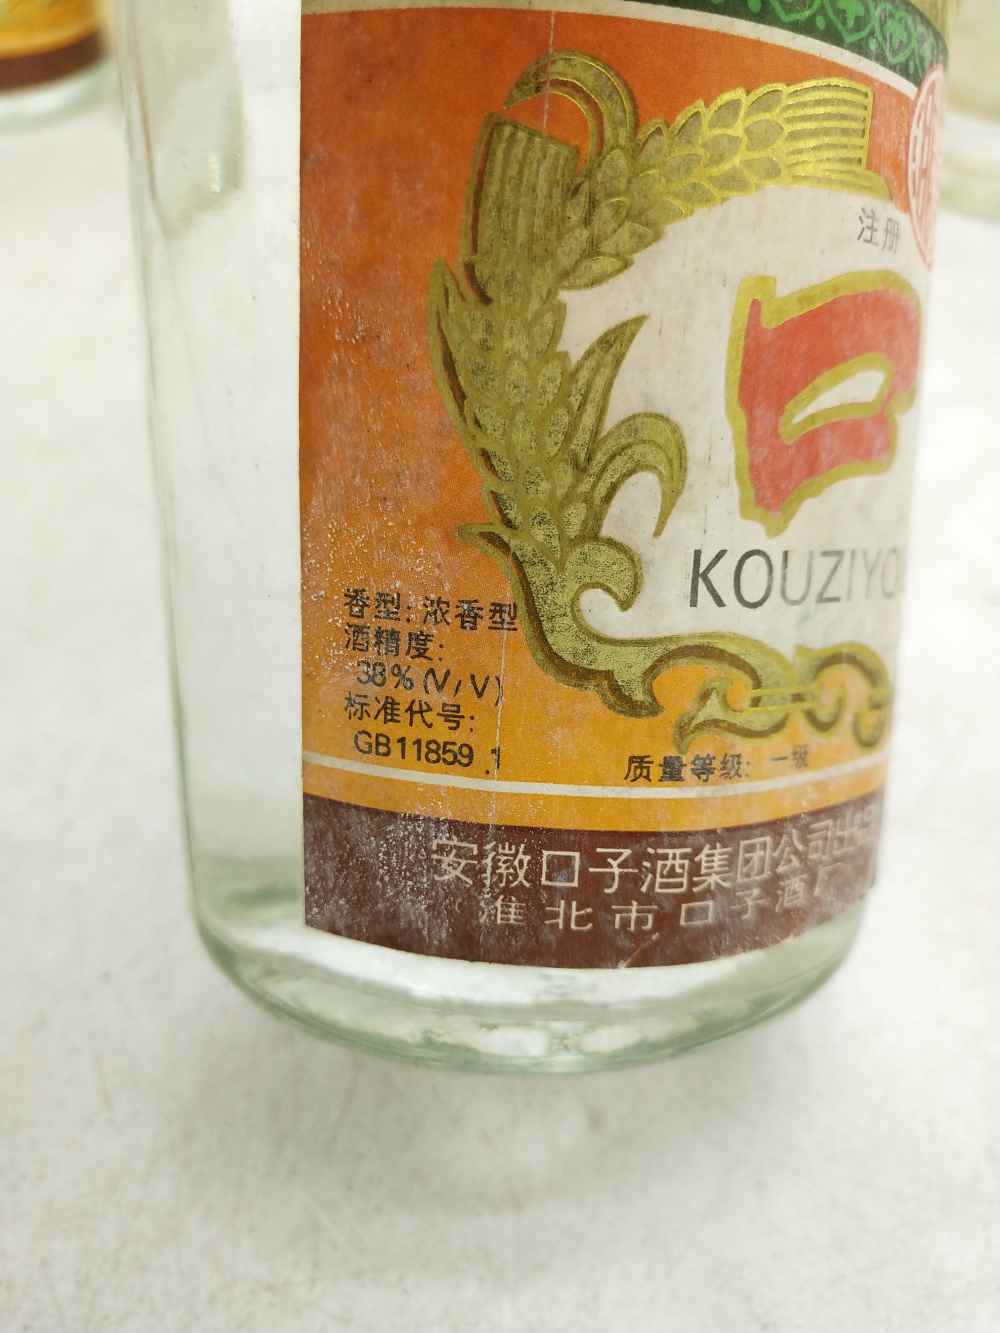 注册
口
KOUZIYO
香型:浓香型
酒精度:
38%(V/V)
标准代号:
GB11859.1
质量等级:一级
安徽口子酒集团公司出品
淮北市口子酒厂